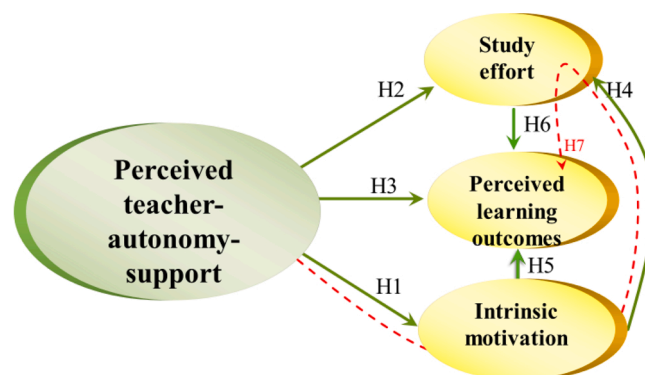 Study
effort
H2
H4
H6
H7
Perceived
teacher-
autonomy-
support
H3
Perceived
learning
outcomes
H5
H1
Intrinsic
motivation